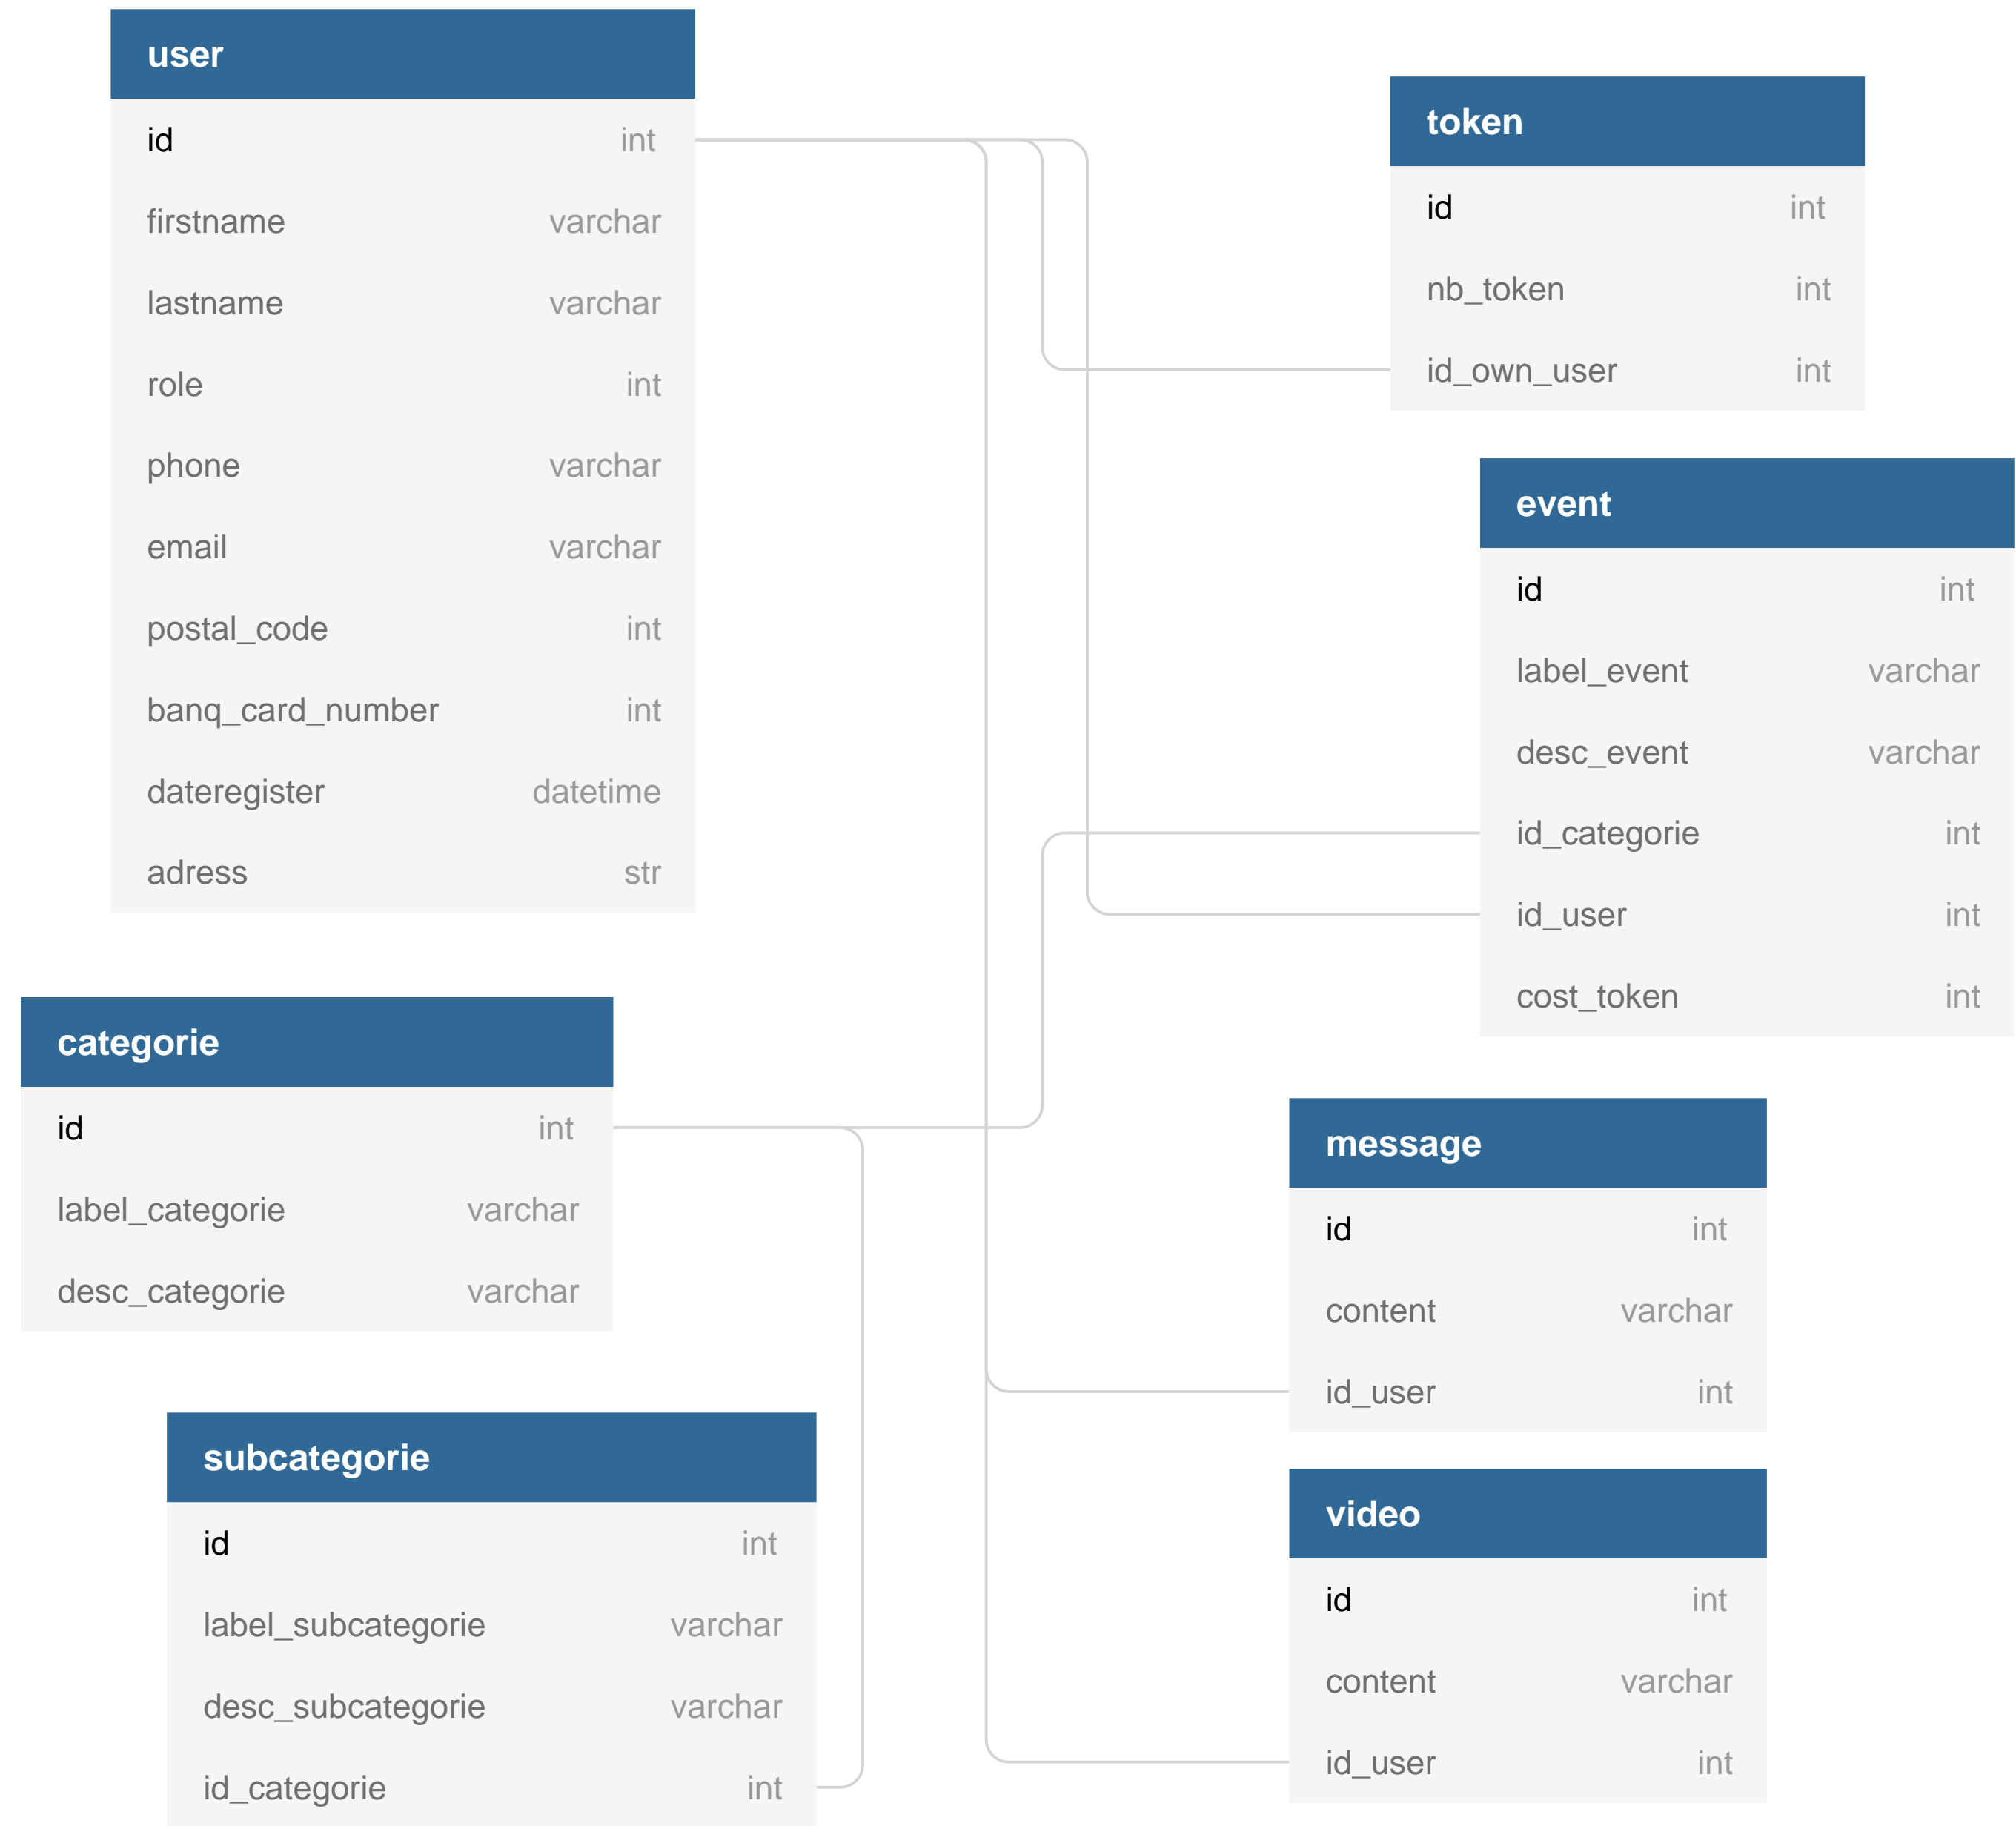 user
id int
firstname varchar
lastname varchar
role int
phone varchar
email varchar
postal_code int
banq_card_number int
dateregister datetime
adress str
token
id int
nb_token int
id_own_user int
event
id int
label_event varchar
desc_event varchar
id_categorie int
id_user int
cost_token int
categorie
id int
label_categorie varchar
desc_categorie varchar
message
id int
content varchar
id_user int
subcategorie
id int
label_subcategorie varchar
desc_subcategorie varchar
id_categorie int
video
id int
content varchar
id_user int